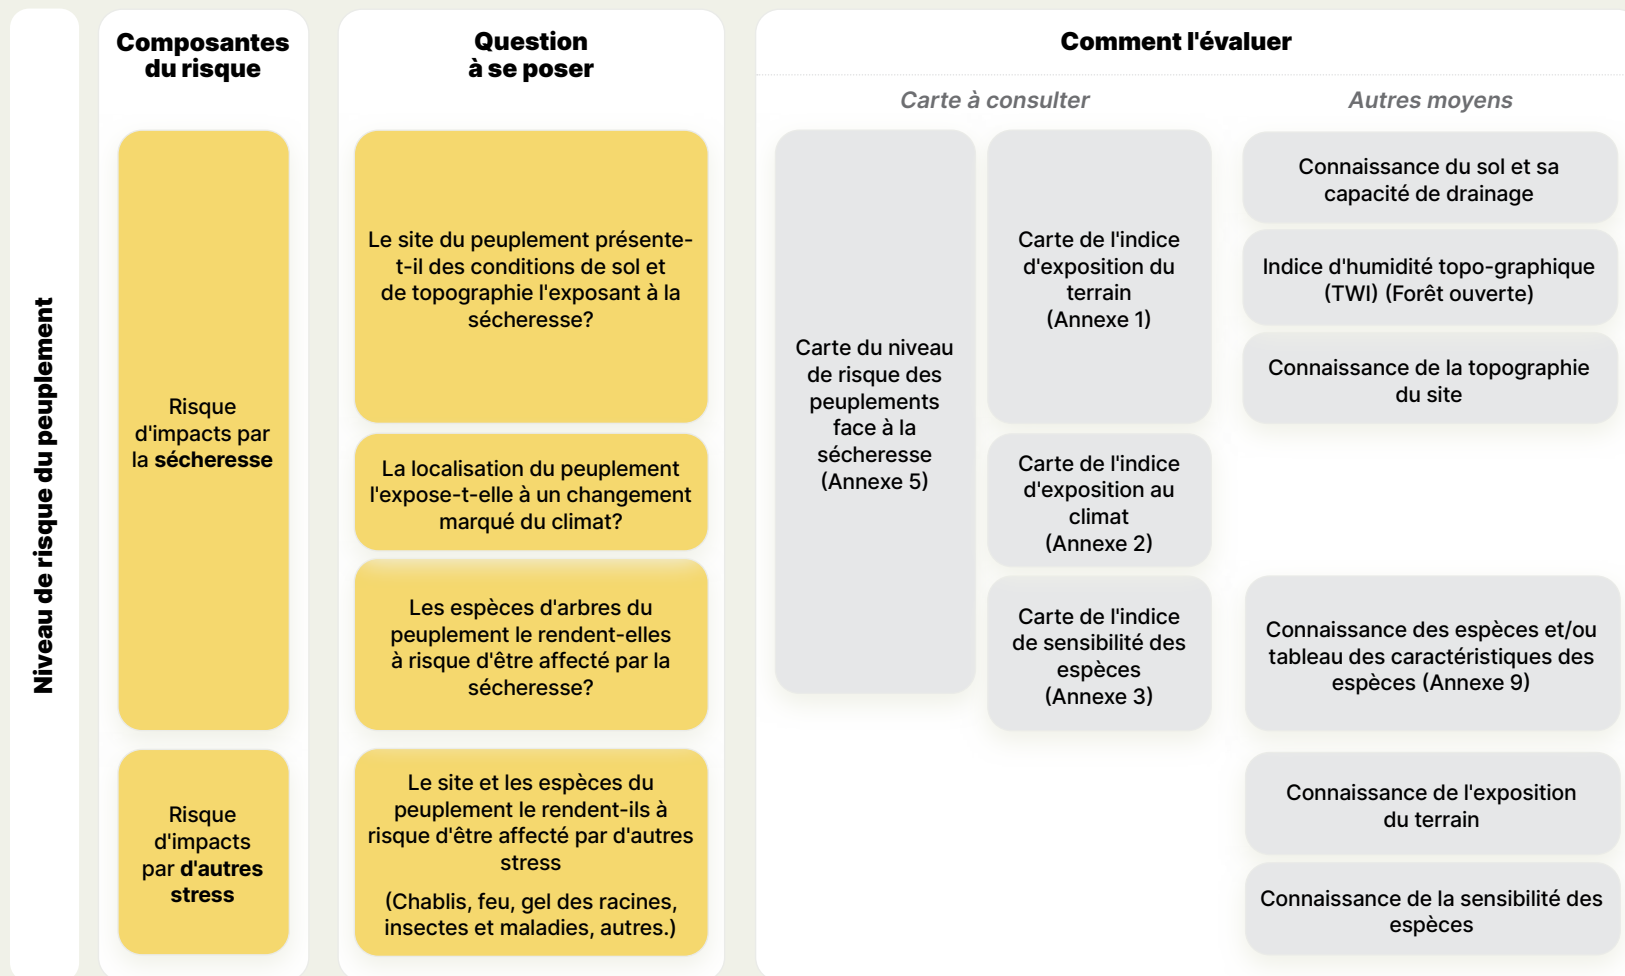 Niveau de risque du peuplement
Composantes
du risque
Question
à se poser
Comment l'évaluer
Carte à consulter
Autres moyens
Risque
d'impacts par
la sécheresse
Le site du peuplement présente-
t-il des conditions de sol et
de topographie l'exposant à la
sécheresse?
La localisation du peuplement
l'expose-t-elle à un changement
marqué du climat?
Les espèces d'arbres du
peuplement le rendent-elles
à risque d'être affecté par la
sécheresse?
Carte du niveau
de risque des
peuplements
face à la
sécheresse
(Annexe 5)
Carte de l'indice
d'exposition du
terrain
(Annexe 1)
Carte de l'indice
d'exposition au
climat
(Annexe 2)
Carte de l'indice
de sensibilité des
espèces
(Annexe 3)
Connaissance du sol et sa
capacité de drainage
Indice d'humidité topo-graphique
(TWI) (Forêt ouverte)
Connaissance de la topographie
du site
Connaissance des espèces et/ou
tableau des caractéristiques des
espèces (Annexe 9)
Risque
d'impacts
par d'autres
stress
Le site et les espèces du
peuplement le rendent-ils à
risque d'être affecté par d'autres
stress
(Chablis, feu, gel des racines,
insectes et maladies, autres.)
Connaissance de l'exposition
du terrain
Connaissance de la sensibilité des
espèces